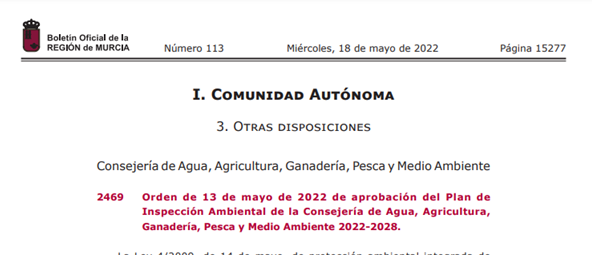 Boletín Oficial de la
REGIÓN de MURCIA
Número 113
Miércoles, 18 de mayo de 2022
Página 15277
I. Comunidad Autónoma
3. Otras disposiciones
Consejería de Agua, Agricultura, Ganadería, Pesca y Medio Ambiente
2469 Orden de 13 de mayo de 2022 de aprobación del Plan de
Inspección Ambiental de la Consejería de Agua, Agricultura,
Ganadería, Pesca y Medio Ambiente 2022-2028.
La Ley 4/2009, de 14 de mayo, de protección ambiental integrada de